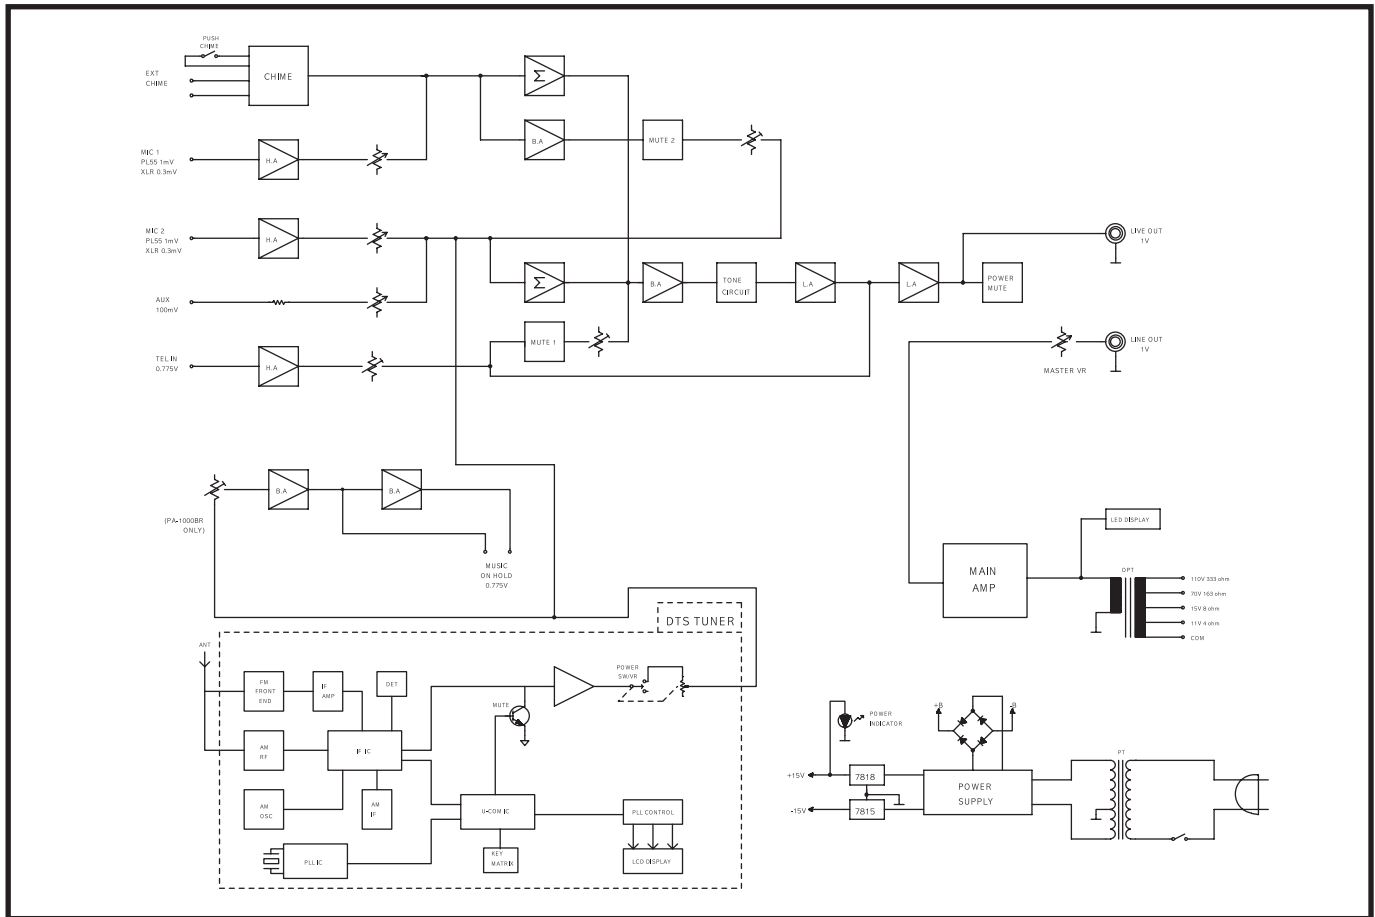 PUSH
CHIME
EXT
CHIME
CHIME
Σ
B.A
MUTE 2
MIC 1
PL55 1mV
XLR 0.3mV
H.A
MIC 2
PL55 1mV
XLR 0.3mV
H.A
LIVE OUT
1V
AUX
100mV
Σ
B.A
TONE
CIRCUIT
L.A
L.A
POWER
MUTE
TEL IN
0.775V
H.A
MUTE 1
LINE OUT
1V
MASTER VR
B.A
B.A
(PA-1000BR
ONLY)
MUSIC
ON HOLD
0.775V
LED DISPLAY
MAIN
AMP
OPT
110V 333 ohm
70V 163 ohm
15V 8 ohm
11V 4 ohm
COM
DTS TUNER
ANT
FM
FRONT
END
IF
AMP
DET
POWER
SW/VR
MUTE
AM
RF
IF IC
AM
OSC
AM
IF
U-COM IC
PLL CONTROL
PLL IC
KEY
MATRIX
LCD DISPLAY
POWER
INDICATOR
+B
-B
+15V
7818
-15V
7815
POWER
SUPPLY
PT